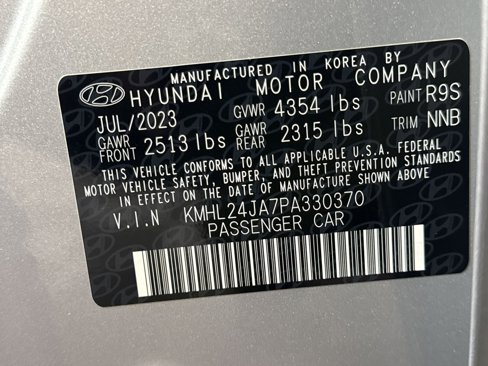 MANUFACTURED IN KOREA BY
HYUNDAI MOTOR COMPANY
JUL/2023 GVWR 4354 lbs PAINT R9S
GAWR FRONT 2513 lbs GAWR REAR 2315 lbs TRIM NNB
THIS VEHICLE CONFORMS TO ALL APPLICABLE U.S.A. FEDERAL
MOTOR VEHICLE SAFETY, BUMPER, AND THEFT PREVENTION STANDARDS
IN EFFECT ON THE DATE OF MANUFACTURE SHOWN ABOVE
V.I.N KMHL24JA7PA330370
PASSENGER CAR